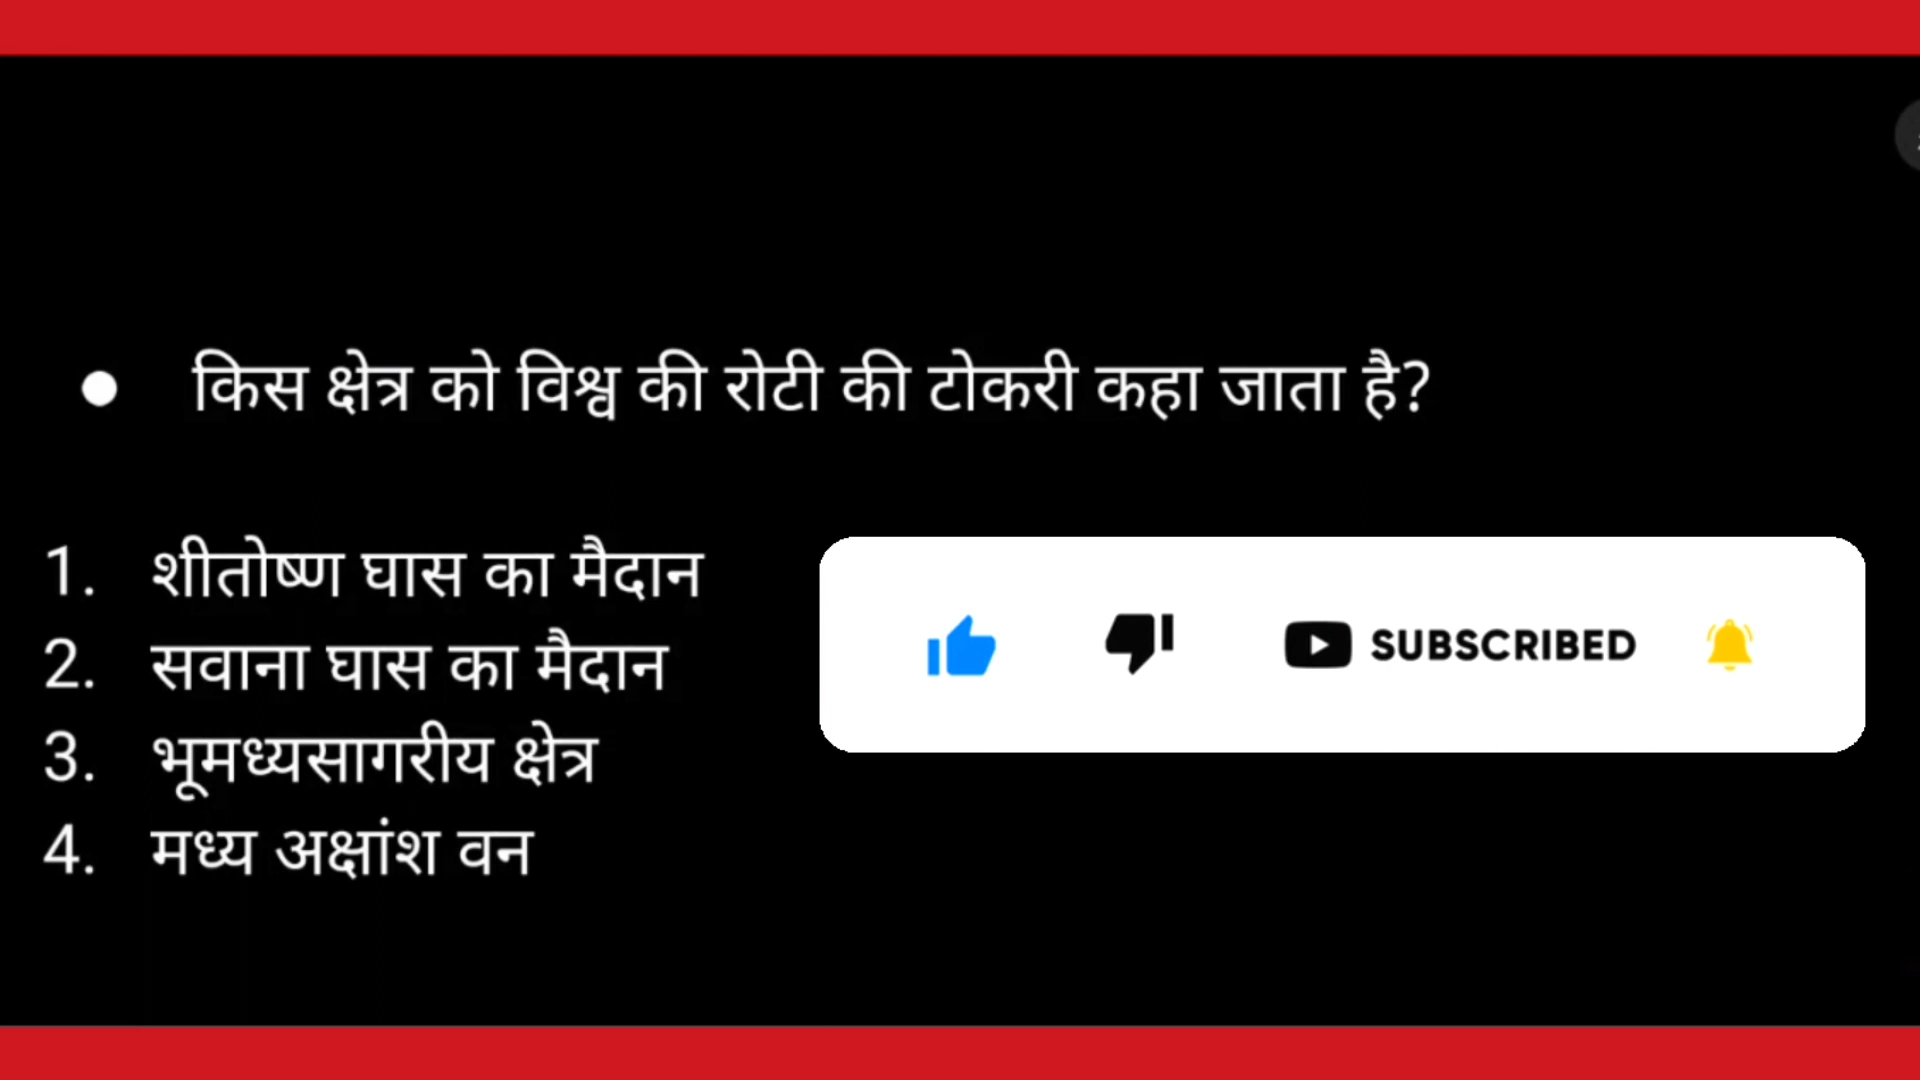 ● किस क्षेत्र को विश्व की रोटी की टोकरी कहा जाता है?
1. शीतोष्ण घास का मैदान
2. सवाना घास का मैदान
3. भूमध्यसागरीय क्षेत्र
4. मध्य अक्षांश वन
SUBSCRIBED